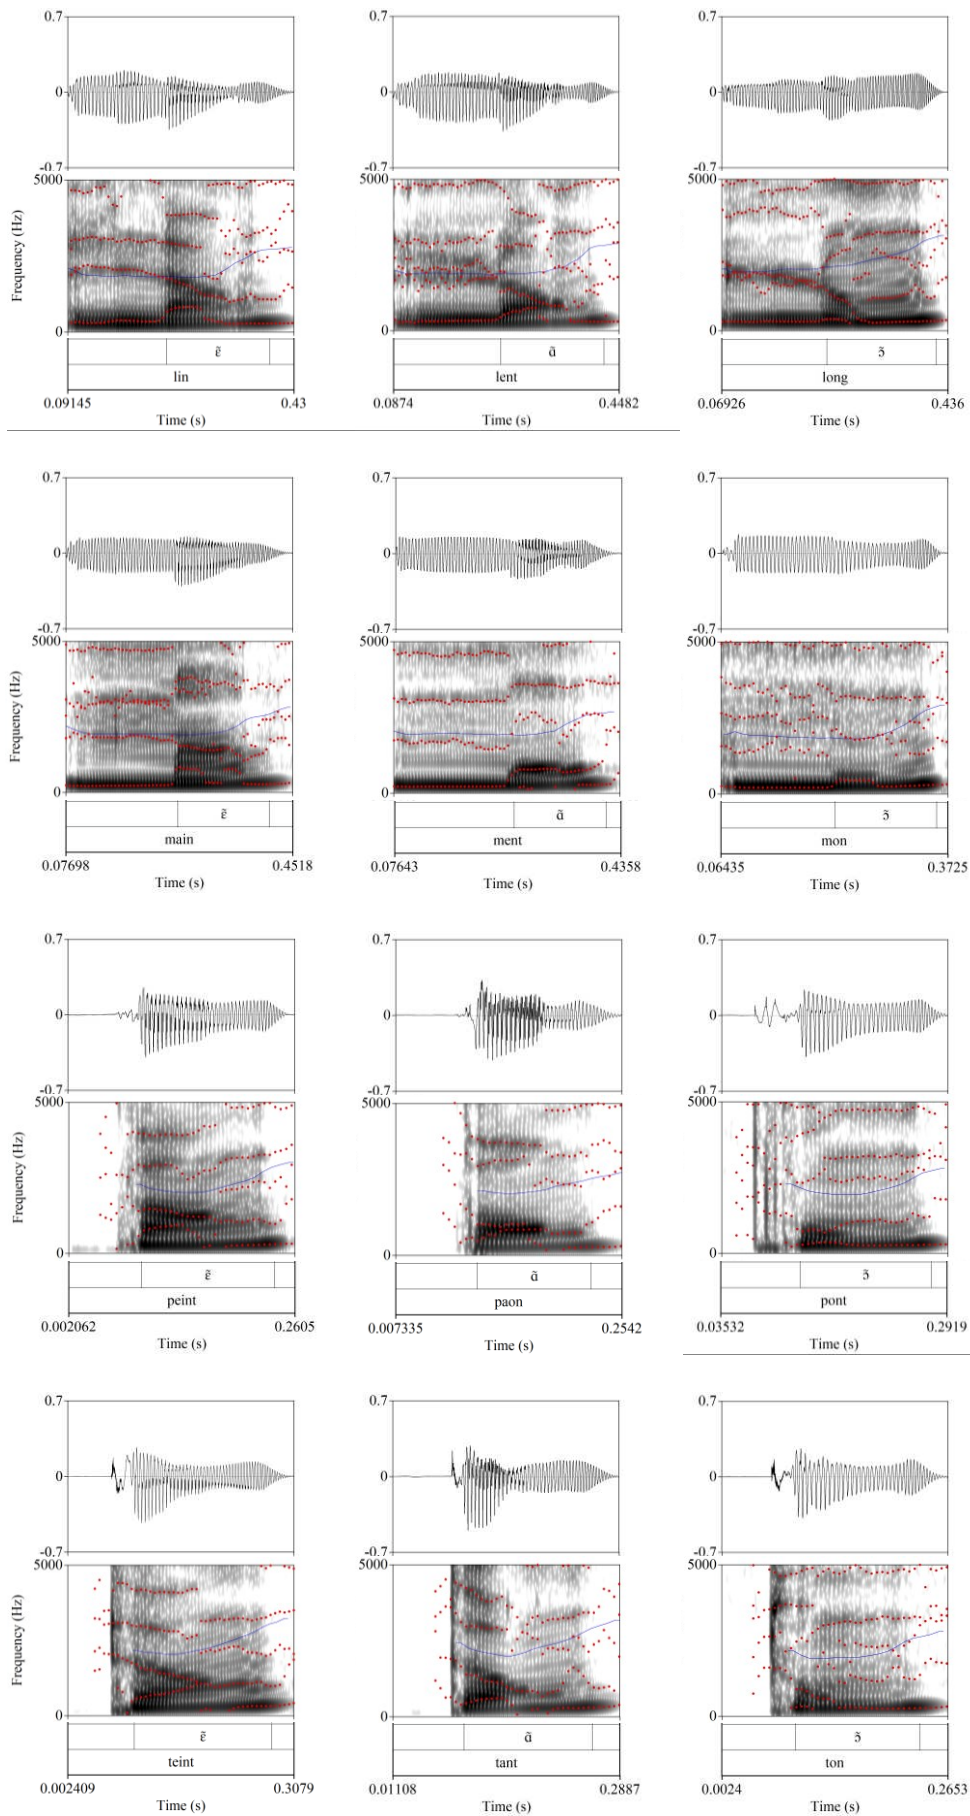 0.7 0.7 0.7
0 0 0
-0.7 -0.7 -0.7
5000 5000 5000
Frequency (Hz)
0 0 0
ɛ̃ ɑ̃ ɔ̃
lin lent long
0.09145 0.43 0.0874 0.4482 0.06926 0.436
Time (s) Time (s) Time (s)
0.7 0.7 0.7
0 0 0
-0.7 -0.7 -0.7
5000 5000 5000
Frequency (Hz)
0 0 0
ɛ̃ ɑ̃ ɔ̃
main ment mon
0.07698 0.4518 0.07643 0.4358 0.06435 0.3725
Time (s) Time (s) Time (s)
0.7 0.7 0.7
0 0 0
-0.7 -0.7 -0.7
5000 5000 5000
Frequency (Hz)
0 0 0
ɛ̃ ɑ̃ ɔ̃
peint paon pont
0.002062 0.2605 0.007335 0.2542 0.03532 0.2919
Time (s) Time (s) Time (s)
0.7 0.7 0.7
0 0 0
-0.7 -0.7 -0.7
5000 5000 5000
Frequency (Hz)
0 0 0
ɛ̃ ɑ̃ ɔ̃
teint tant ton
0.002409 0.3079 0.01108 0.2887 0.0024 0.2653
Time (s) Time (s) Time (s)